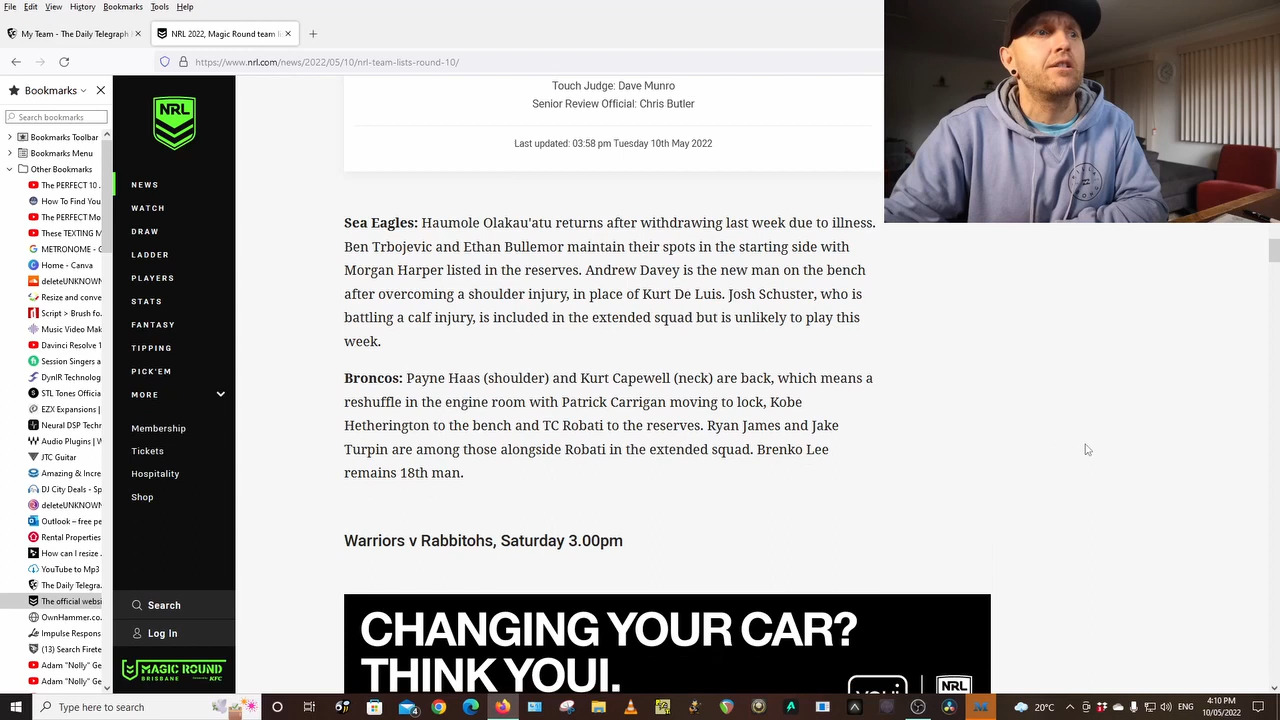 File Edit View History Bookmarks Tools Help
My Team - The Daily Telegraph
NRL 2022, Magic Round team li
https://www.nrl.com/news/2022/05/10/nrl-team-lists-round-10/
Bookmarks
Search bookmarks
Bookmarks Toolbar
Bookmarks Menu
Other Bookmarks
The PERFECT 10 .
How To Find You
The PERFECT Mo
These TEXTING M
METRONOME - G
Home - Canva
deleteUNKNOWN
Resize and conve
Script > Brush fo
Music Video Mak
Davinci Resolve 1
Session Singers a
DynIR Technolog
STL Tones Officia
EZX Expansions |
Neural DSP Techn
Audio Plugins | W
JTC Guitar
Amazing & Incre
DJ City Deals - Sp
deleteUNKNOWN
Outlook – free pe
Rental Properties
How can I resize
YouTube to Mp3
The Daily Telegra
The official websi
OwnHammer.co
Impulse Respons
(13) Search Firete
Adam "Nolly" Ge
Adam "Nolly" Ge
NRL
NEWS
WATCH
DRAW
LADDER
PLAYERS
STATS
FANTASY
TIPPING
PICK'EM
MORE
Membership
Tickets
Hospitality
Shop
Search
Log In
MAGIC ROUND
BRISBANE
KFC
Touch Judge: Dave Munro
Senior Review Official: Chris Butler
Last updated: 03:58 pm Tuesday 10th May 2022
Sea Eagles: Haumole Olakau'atu returns after withdrawing last week due to illness.
Ben Trbojevic and Ethan Bullemor maintain their spots in the starting side with
Morgan Harper listed in the reserves. Andrew Davey is the new man on the bench
after overcoming a shoulder injury, in place of Kurt De Luis. Josh Schuster, who is
battling a calf injury, is included in the extended squad but is unlikely to play this
week.
Broncos: Payne Haas (shoulder) and Kurt Capewell (neck) are back, which means a
reshuffle in the engine room with Patrick Carrigan moving to lock, Kobe
Hetherington to the bench and TC Robati to the reserves. Ryan James and Jake
Turpin are among those alongside Robati in the extended squad. Brenko Lee
remains 18th man.
Warriors v Rabbitohs, Saturday 3.00pm
CHANGING YOUR CAR?
THINK YOUI.
youi
NRL
Type here to search
20°C
ENG
4:10 PM
10/05/2022